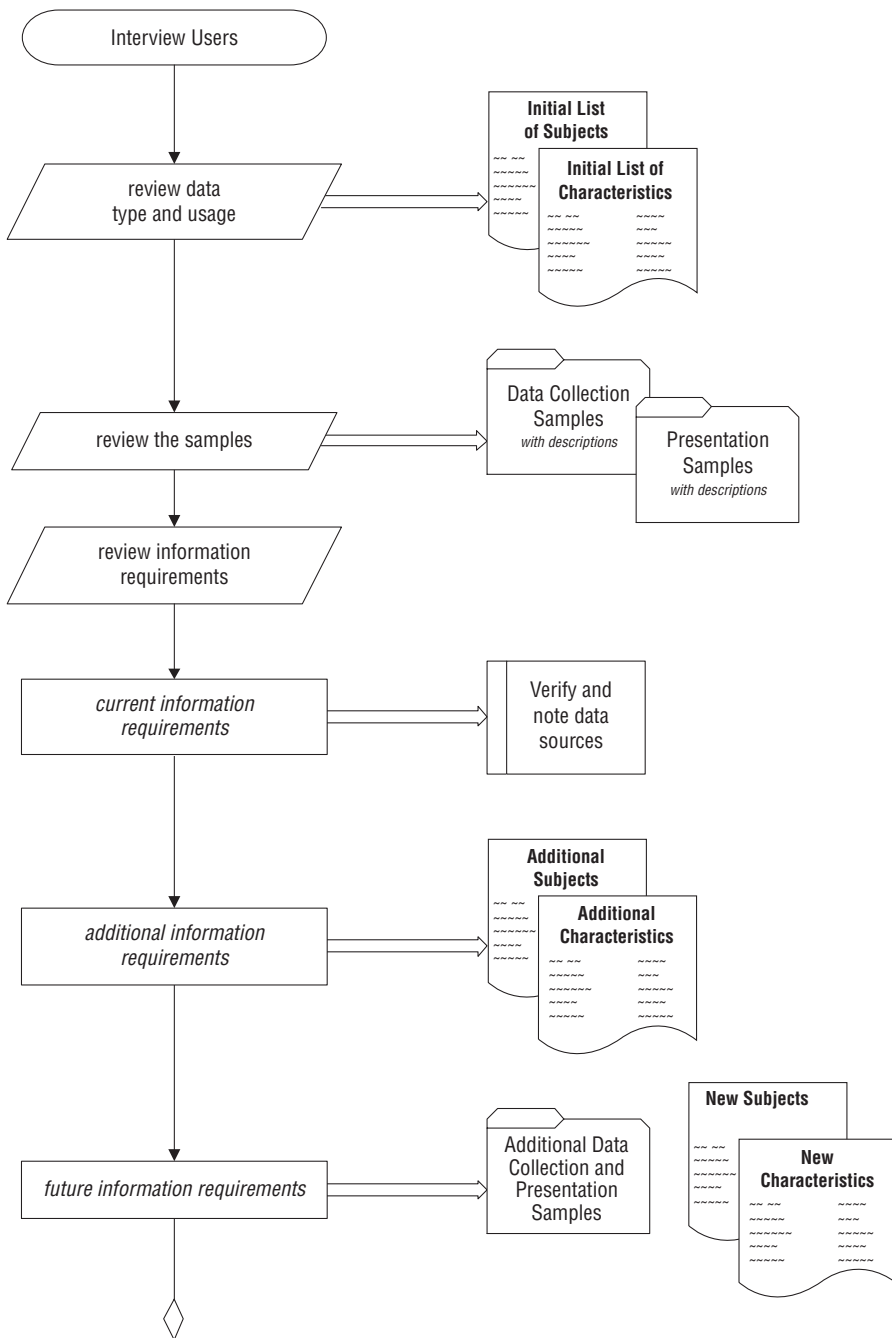 Interview Users
Initial List
of Subjects
~~ ~~
~~~~~
~~~~~~
~~~~
~~~~~
Initial List of
Characteristics
~~ ~~ ~~~~
~~~~~ ~~~
~~~~~~ ~~~~~
~~~~ ~~~~
~~~~~ ~~~~~
review data
type and usage
Data Collection
Samples
with descriptions
Presentation
Samples
with descriptions
review the samples
review information
requirements
current information
requirements
Verify and
note data
sources
Additional
Subjects
~~ ~~
~~~~~
~~~~~~
~~~~
~~~~~
Additional
Characteristics
~~ ~~ ~~~~
~~~~~ ~~~
~~~~~~ ~~~~~
~~~~ ~~~~
~~~~~ ~~~~~
additional information
requirements
future information requirements
Additional Data
Collection and
Presentation
Samples
New Subjects
~~ ~~
~~~~~
~~~~~~
~~~~
~~~~~
New
Characteristics
~~ ~~ ~~~~
~~~~~ ~~~
~~~~~~ ~~~~~
~~~~ ~~~~
~~~~~ ~~~~~